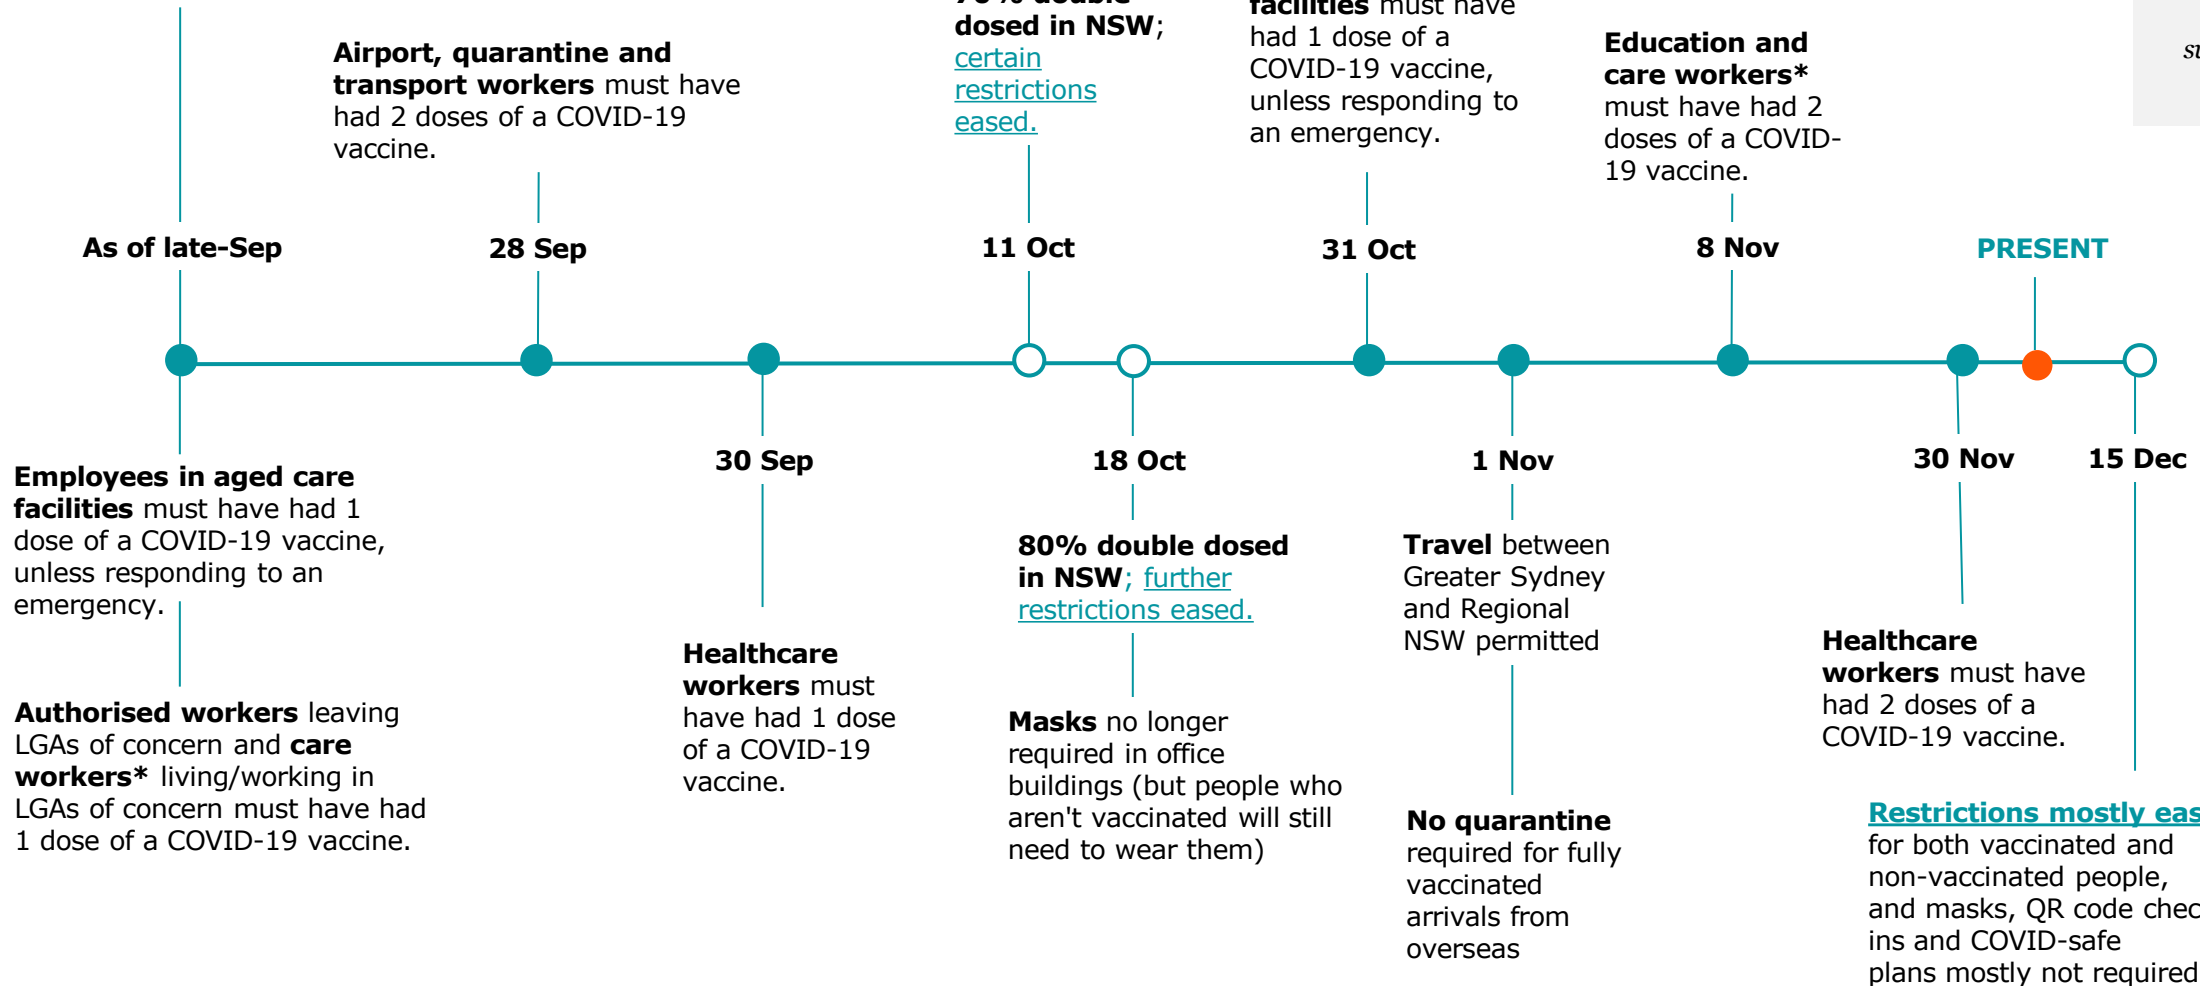 dosed in NSW;
certain
restrictions
eased.
facilities must have
had 1 dose of a
COVID-19 vaccine,
unless responding to
an emergency.
Airport, quarantine and
transport workers must have
had 2 doses of a COVID-19
vaccine.
Education and
care workers*
must have had 2
doses of a COVID-
19 vaccine.
As of late-Sep
28 Sep
11 Oct
31 Oct
8 Nov
PRESENT
30 Sep
18 Oct
1 Nov
30 Nov
15 Dec
Employees in aged care
facilities must have had 1
dose of a COVID-19 vaccine,
unless responding to an
emergency.
Authorised workers leaving
LGAs of concern and care
workers* living/working in
LGAs of concern must have had
1 dose of a COVID-19 vaccine.
Healthcare
workers must
have had 1 dose
of a COVID-19
vaccine.
80% double dosed
in NSW; further
restrictions eased.
Masks no longer
required in office
buildings (but people who
aren't vaccinated will still
need to wear them)
Travel between
Greater Sydney
and Regional
NSW permitted
No quarantine
required for fully
vaccinated
arrivals from
overseas
Healthcare
workers must have
had 2 doses of a
COVID-19 vaccine.
Restrictions mostly eas
for both vaccinated and
non-vaccinated people,
and masks, QR code chec
ins and COVID-safe
plans mostly not required